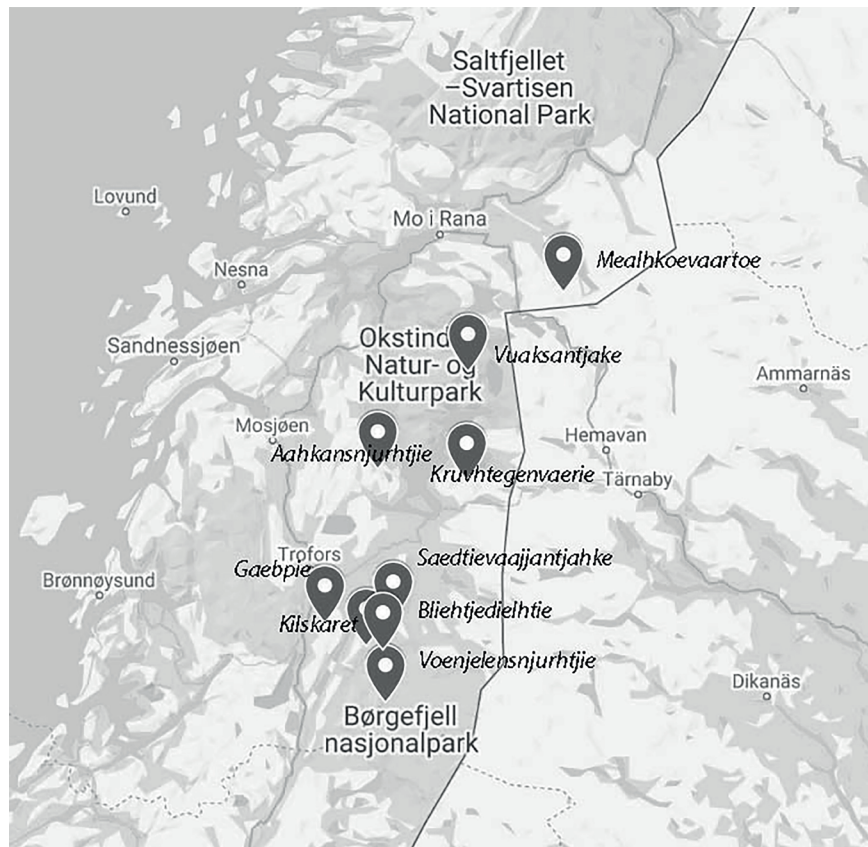 Saltfjellet
–Svartisen
National Park
Lovund
Mo i Rana
Mealhkoevaartoe
Nesna
Okstind
Natur- og
Kulturpark
Vuaksantjake
Sandnessjøen
Ammarnäs
Mosjøen
Hemavan
Aahkansnjurhtjie
Kruvhtegenvaerie
Tärnaby
Trofors
Saedtievaajjantjahke
Gaebpie
Brønnøysund
Kilskaret
Bliehtjedielhtie
Voenjelensnjurhtjie
Dikanäs
Børgefjell
nasjonalpark